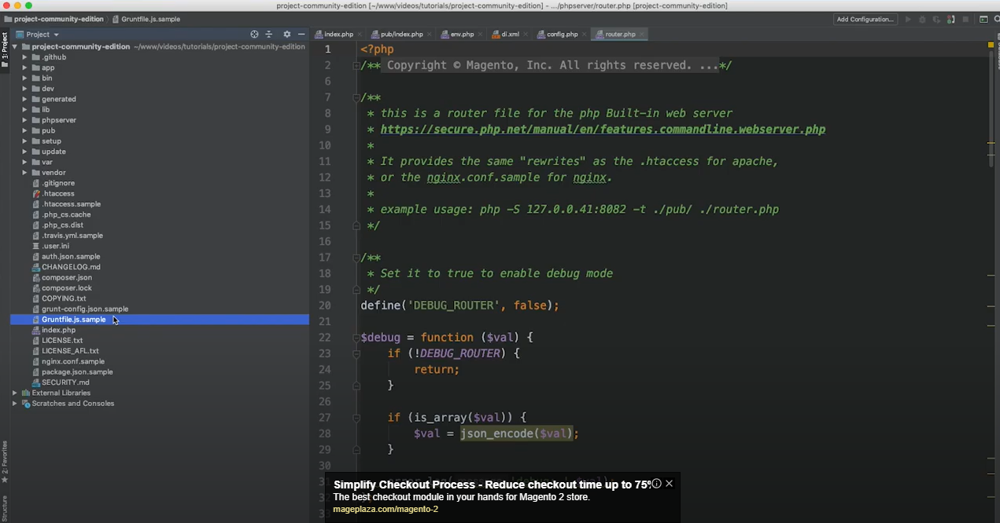 project-community-edition [~/www/videos/tutorials/project-community-edition] - .../phpserver/router.php [project-community-edition]
project-community-edition
Gruntfile.js.sample
Add Configuration...
1: Project
Project
index.php
pub/index.php
env.php
di.xml
config.php
router.php
project-community-edition ~/www/videos/tutorials/project-community-edition
.github
app
bin
dev
generated
lib
phpserver
pub
setup
update
var
vendor
.gitignore
.htaccess
.htaccess.sample
.php_cs.cache
.php_cs.dist
.travis.yml.sample
.user.ini
auth.json.sample
CHANGELOG.md
composer.json
composer.lock
COPYING.txt
grunt-config.json.sample
Gruntfile.js.sample
index.php
LICENSE.txt
LICENSE_AFL.txt
nginx.conf.sample
package.json.sample
SECURITY.md
External Libraries
Scratches and Consoles
2: Favorites
Structure
1 <?php
2 /** Copyright © Magento, Inc. All rights reserved. ...*/
6
7 /**
8 * this is a router file for the php Built-in web server
9 * https://secure.php.net/manual/en/features.commandline.webserver.php
10 *
11 * It provides the same "rewrites" as the .htaccess for apache,
12 * or the nginx.conf.sample for nginx.
13 *
14 * example usage: php -S 127.0.0.41:8082 -t ./pub/ ./router.php
15 */
16
17 /**
18 * Set it to true to enable debug mode
19 */
20 define('DEBUG_ROUTER', false);
21
22 $debug = function ($val) {
23 if (!DEBUG_ROUTER) {
24 return;
25 }
26
27 if (is_array($val)) {
28 $val = json_encode($val);
29 }
30
31
32
33
Simplify Checkout Process - Reduce checkout time up to 75%
The best checkout module in your hands for Magento 2 store.
mageplaza.com/magento-2